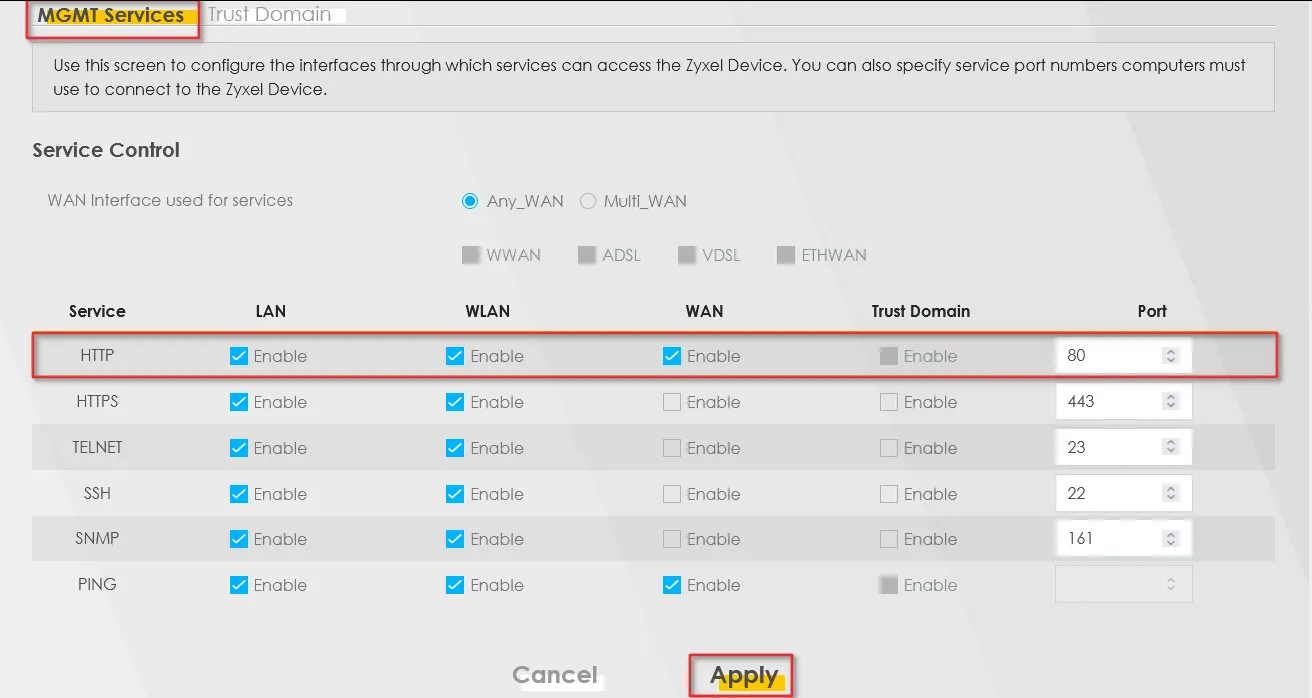 MGMT Services Trust Domain
Use this screen to configure the interfaces through which services can access the Zyxel Device. You can also specify service port numbers computers must
use to connect to the Zyxel Device.
Service Control
WAN Interface used for services Any_WAN Multi_WAN
WWAN ADSL VDSL ETHWAN
Service LAN WLAN WAN Trust Domain Port
HTTP Enable Enable Enable Enable 80
HTTPS Enable Enable Enable Enable 443
TELNET Enable Enable Enable Enable 23
SSH Enable Enable Enable Enable 22
SNMP Enable Enable Enable Enable 161
PING Enable Enable Enable Enable
Cancel Apply